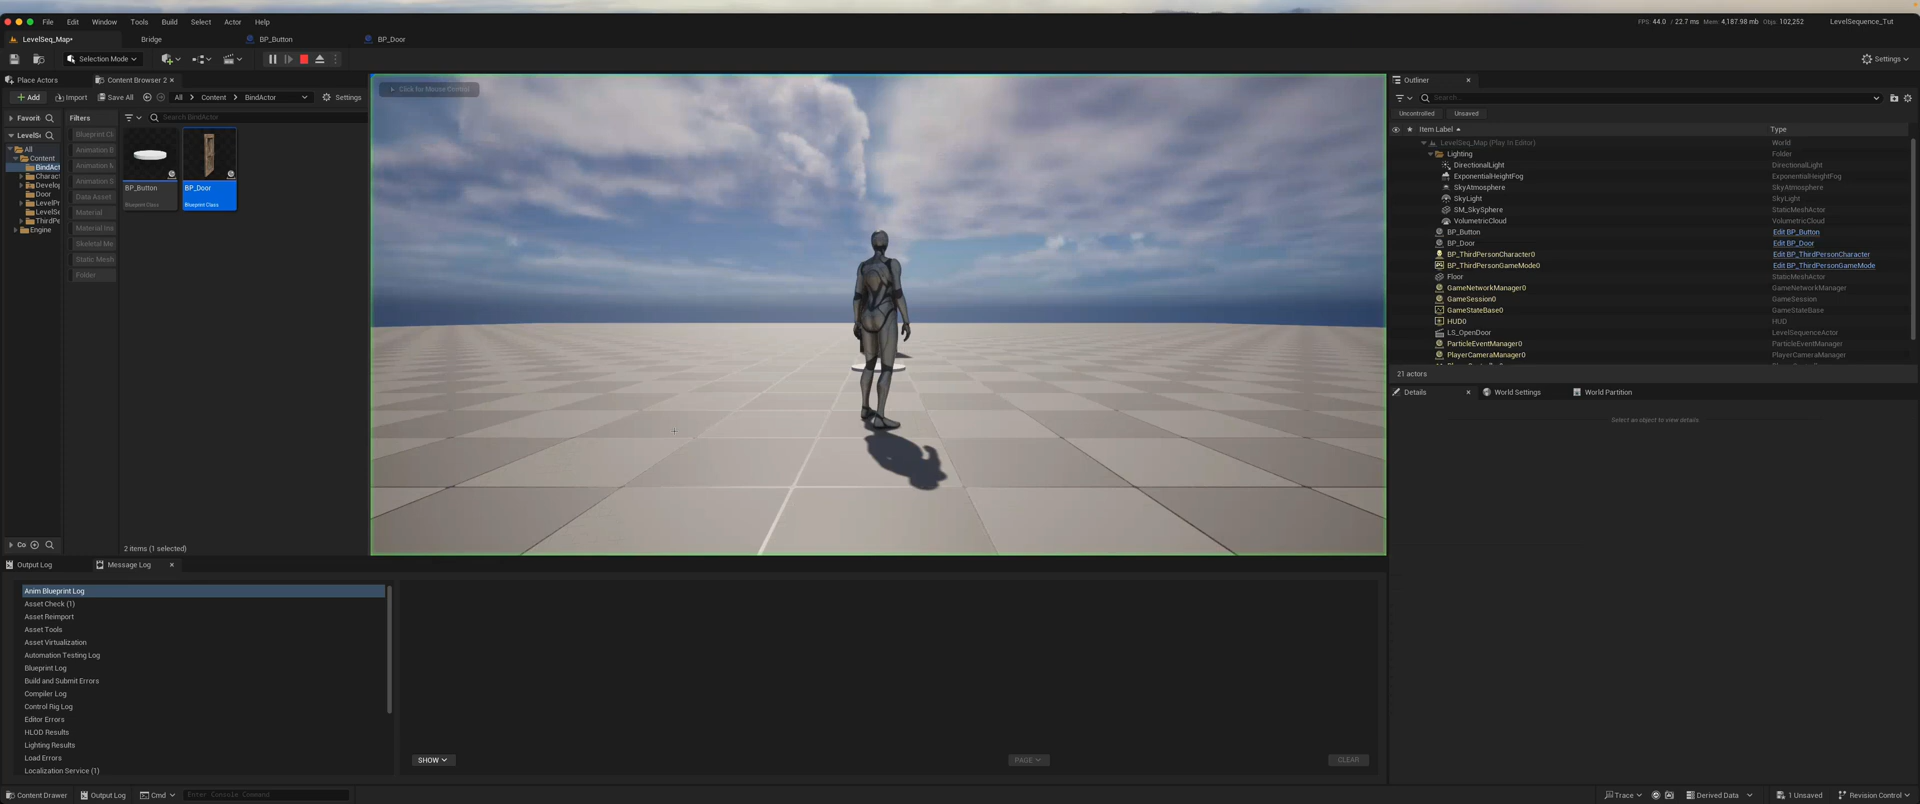 File Edit Window Tools Build Select Actor Help
FPS: 44.0 / 22.7 ms Mem: 4,187.98 mb Objs: 102,252 LevelSequence_Tut
LevelSeq_Map• Bridge BP_Button BP_Door
Selection Mode Settings
Place Actors Content Browser 2
Add Import Save All All Content BindActor Settings
Favorit Filters Search BindActor
LevelS
Blueprint Cl
All
Animation B
Content
BindAct
Animation M
Charact
Develop
Animation S
Door
Data Asset
LevelPr
LevelSe
Material
ThirdPe
Engine
Material Ins
Skeletal Me
Static Mesh
Folder
BP_Button
Blueprint Class
BP_Door
Blueprint Class
2 items (1 selected)
Co
Click for Mouse Control
Outliner
Search...
Uncontrolled Unsaved
Item Label Type
LevelSeq_Map (Play In Editor) World
Lighting Folder
DirectionalLight DirectionalLight
ExponentialHeightFog ExponentialHeightFog
SkyAtmosphere SkyAtmosphere
SkyLight SkyLight
SM_SkySphere StaticMeshActor
VolumetricCloud VolumetricCloud
BP_Button Edit BP_Button
BP_Door Edit BP_Door
BP_ThirdPersonCharacter0 Edit BP_ThirdPersonCharacter
BP_ThirdPersonGameMode0 Edit BP_ThirdPersonGameMode
Floor StaticMeshActor
GameNetworkManager0 GameNetworkManager
GameSession0 GameSession
GameStateBase0 GameStateBase
HUD0 HUD
LS_OpenDoor LevelSequenceActor
ParticleEventManager0 ParticleEventManager
PlayerCameraManager0 PlayerCameraManager
21 actors
Details World Settings World Partition
Select an object to view details
Output Log Message Log
Anim Blueprint Log
Asset Check (1)
Asset Reimport
Asset Tools
Asset Virtualization
Automation Testing Log
Blueprint Log
Build and Submit Errors
Compiler Log
Control Rig Log
Editor Errors
HLOD Results
Lighting Results
Load Errors
Localization Service (1)
SHOW PAGE CLEAR
Content Drawer Output Log Cmd Enter Console Command
Trace Derived Data 1 Unsaved Revision Control